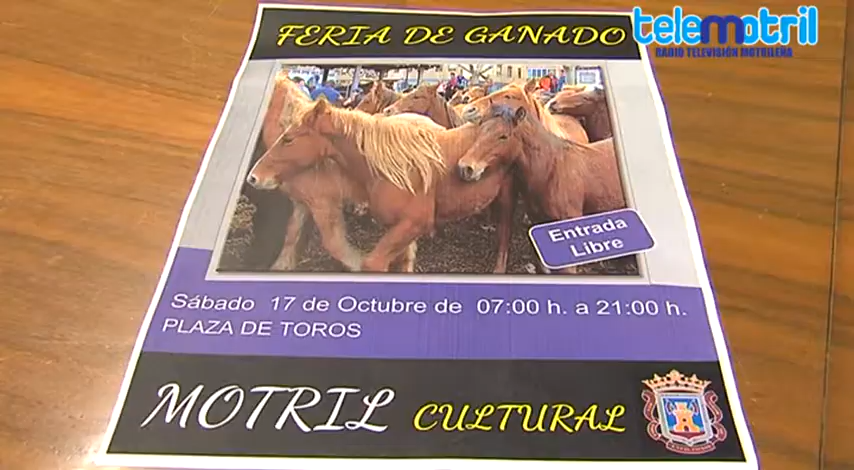 FERIA DE GANADO
telemotril
RADIO TELEVISIÓN MOTRILEÑA
Entrada
Libre
Sábado 17 de Octubre de 07:00 h. a 21:00 h.
PLAZA DE TOROS
MOTRIL CULTURAL